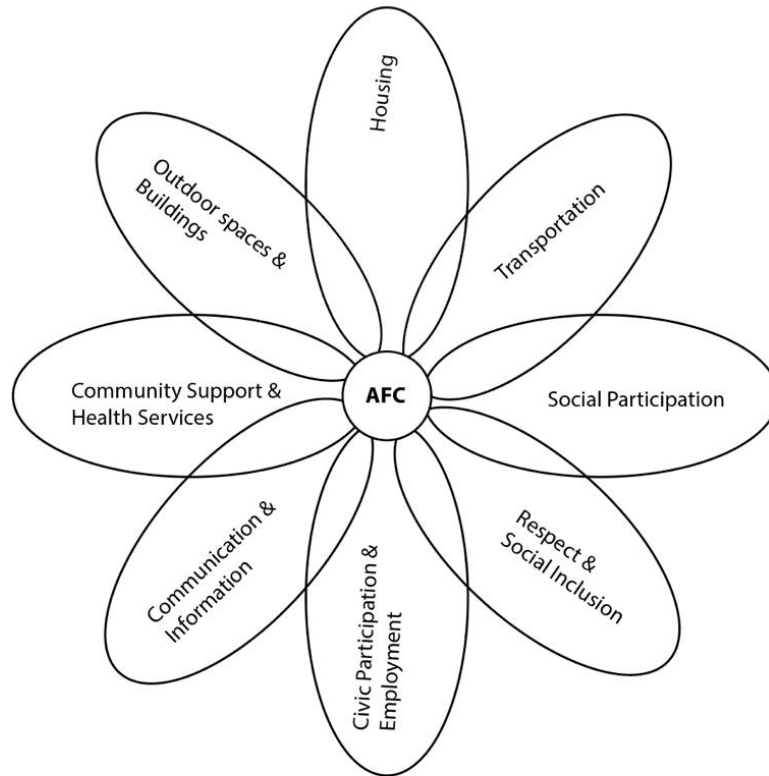 Housing
Transportation
Social Participation
Respect &
Social Inclusion
Civic Participation &
Employment
Communication &
Information
Community Support &
Health Services
Outdoor spaces &
Buildings
AFC